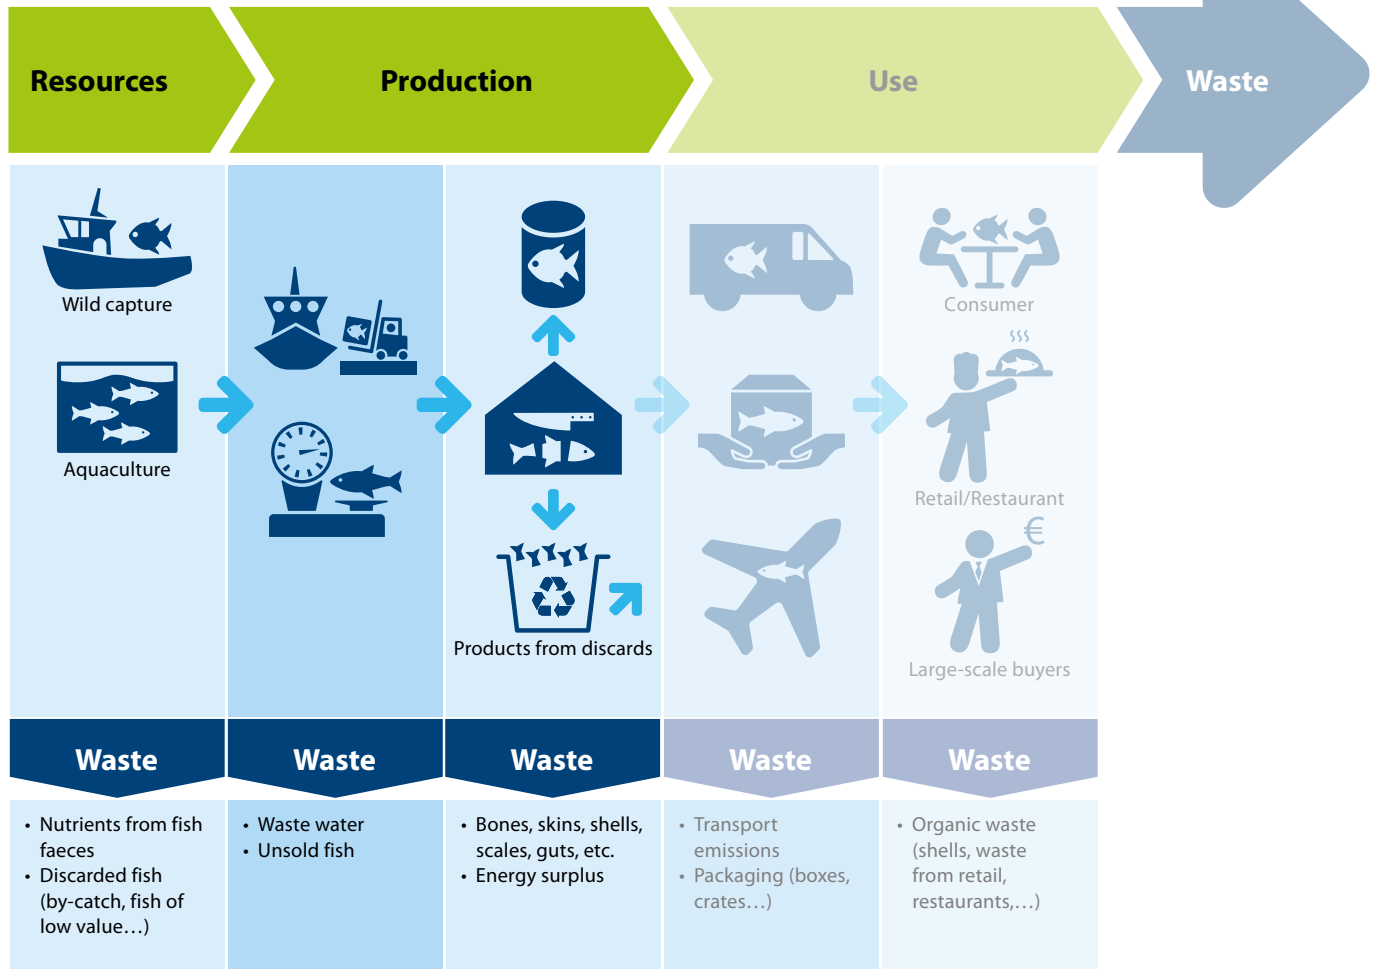 Resources
Production
Use
Waste
Wild capture
Aquaculture
Products from discards
Consumer
Retail/Restaurant
€
Large-scale buyers
Waste
Waste
Waste
Waste
Waste
• Nutrients from fish
faeces
• Discarded fish
(by-catch, fish of
low value…)
• Waste water
• Unsold fish
• Bones, skins, shells,
scales, guts, etc.
• Energy surplus
• Transport
emissions
• Packaging (boxes,
crates…)
• Organic waste
(shells, waste
from retail,
restaurants,…)